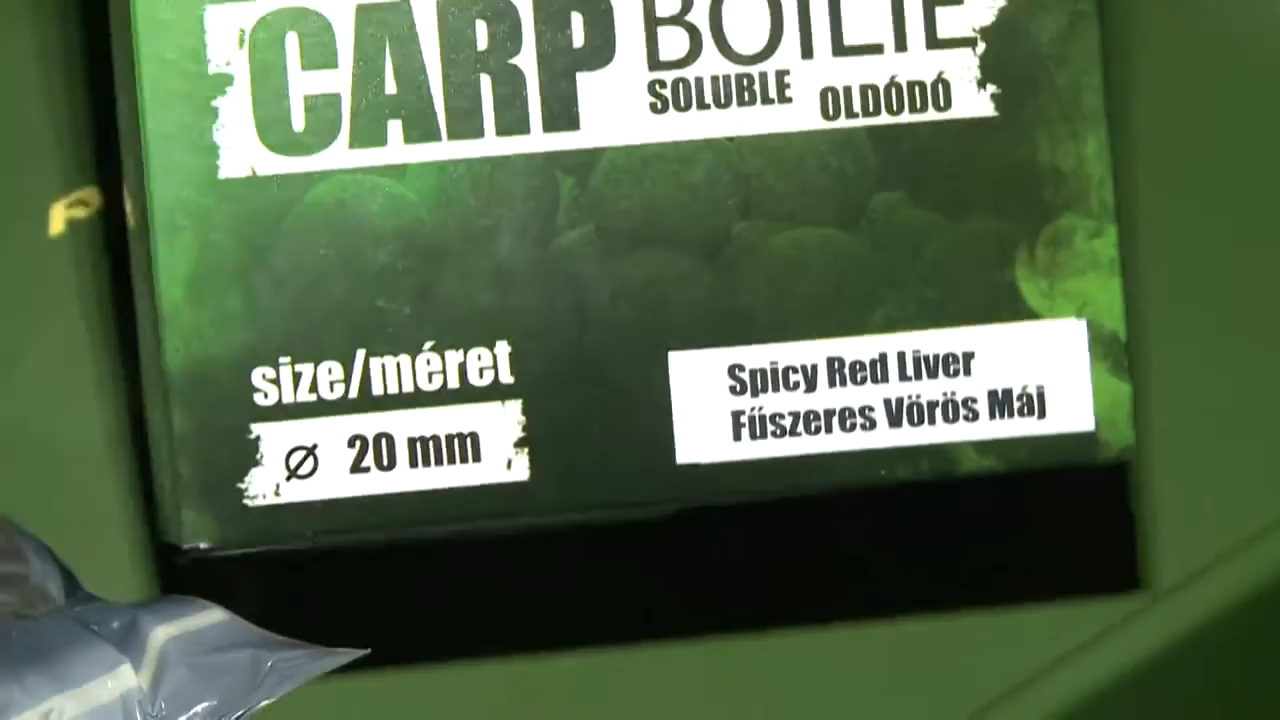 CARP BOILIE
SOLUBLE OLDÓDÓ
size/méret
Ø 20 mm
Spicy Red Liver
Fűszeres Vörös Máj